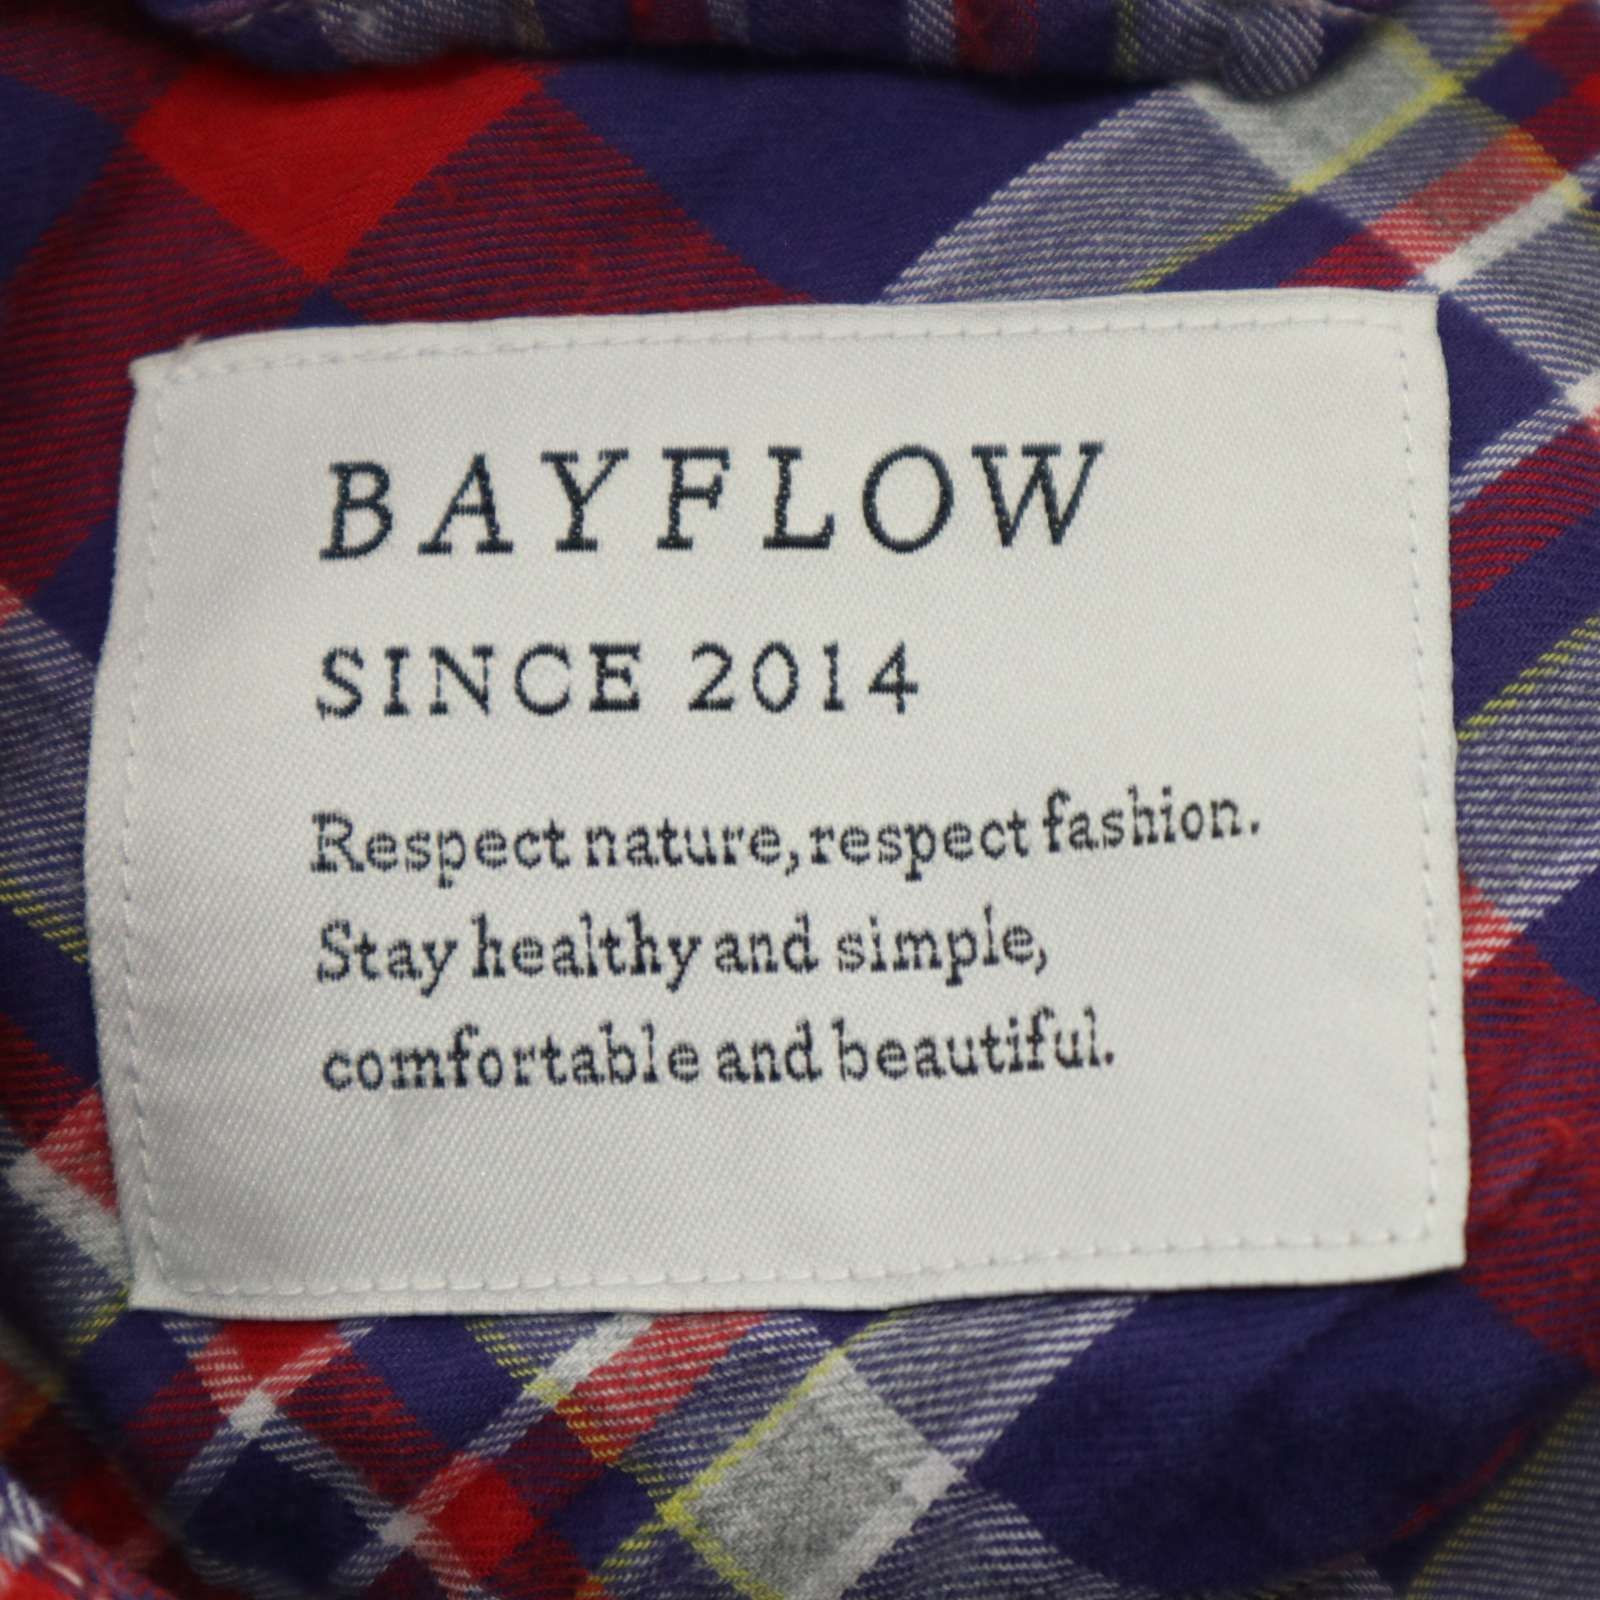 BAYFLOW
SINCE 2014
Respect nature, respect fashion.
Stay healthy and simple,
comfortable and beautiful.